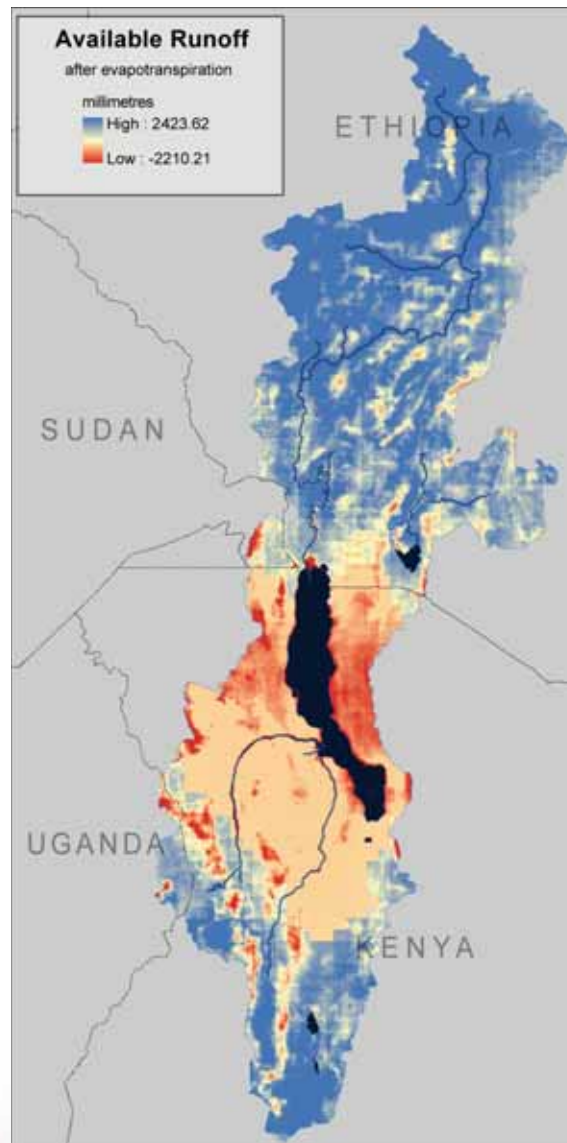 Available Runoff
after evapotranspiration
millimetres
High : 2423.62
Low : -2210.21
ETHIOPIA
SUDAN
UGANDA
KENYA